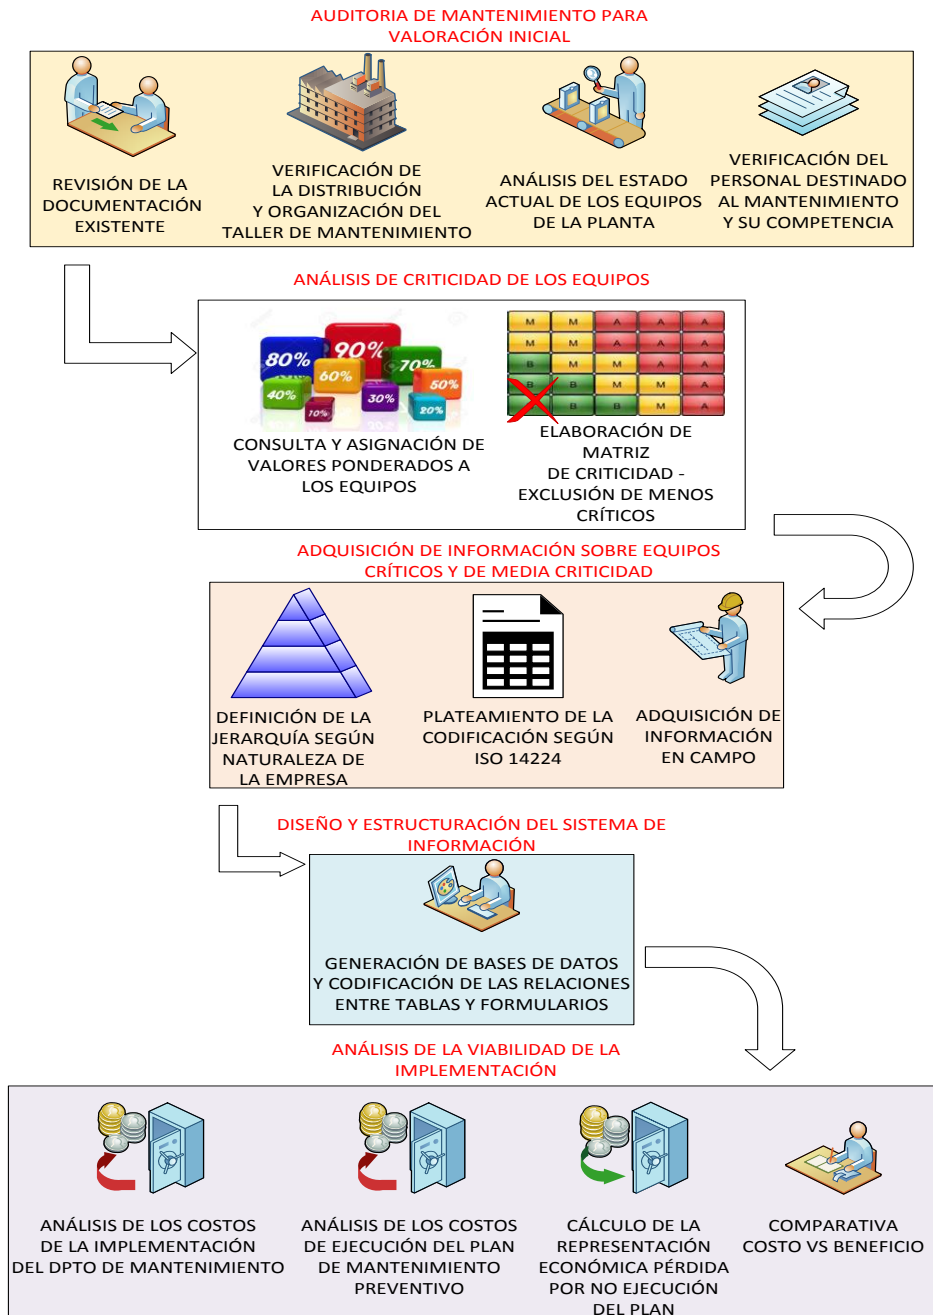 AUDITORIA DE MANTENIMIENTO PARA
VALORACIÓN INICIAL
REVISIÓN DE LA
DOCUMENTACIÓN
EXISTENTE
VERIFICACIÓN DE
LA DISTRIBUCIÓN
Y ORGANIZACIÓN DEL
TALLER DE MANTENIMIENTO
ANÁLISIS DEL ESTADO
ACTUAL DE LOS EQUIPOS
DE LA PLANTA
VERIFICACIÓN DEL
PERSONAL DESTINADO
AL MANTENIMIENTO
Y SU COMPETENCIA
ANÁLISIS DE CRITICIDAD DE LOS EQUIPOS
80%
90%
70%
60%
50%
40%
30%
10%
20%
M M A A A
M M A A A
B M M A A
B B M M A
B B M A
CONSULTA Y ASIGNACIÓN DE
VALORES PONDERADOS A
LOS EQUIPOS
ELABORACIÓN DE
MATRIZ
DE CRITICIDAD -
EXCLUSIÓN DE MENOS
CRÍTICOS
ADQUISICIÓN DE INFORMACIÓN SOBRE EQUIPOS
CRÍTICOS Y DE MEDIA CRITICIDAD
DEFINICIÓN DE LA
JERARQUÍA SEGÚN
NATURALEZA DE
LA EMPRESA
PLATEAMIENTO DE LA
CODIFICACIÓN SEGÚN
ISO 14224
ADQUISICIÓN DE
INFORMACIÓN
EN CAMPO
DISEÑO Y ESTRUCTURACIÓN DEL SISTEMA DE
INFORMACIÓN
GENERACIÓN DE BASES DE DATOS
Y CODIFICACIÓN DE LAS RELACIONES
ENTRE TABLAS Y FORMULARIOS
ANÁLISIS DE LA VIABILIDAD DE LA
IMPLEMENTACIÓN
ANÁLISIS DE LOS COSTOS
DE LA IMPLEMENTACIÓN
DEL DPTO DE MANTENIMIENTO
ANÁLISIS DE LOS COSTOS
DE EJECUCIÓN DEL PLAN
DE MANTENIMIENTO
PREVENTIVO
CÁLCULO DE LA
REPRESENTACIÓN
ECONÓMICA PÉRDIDA
POR NO EJECUCIÓN
DEL PLAN
COMPARATIVA
COSTO VS BENEFICIO